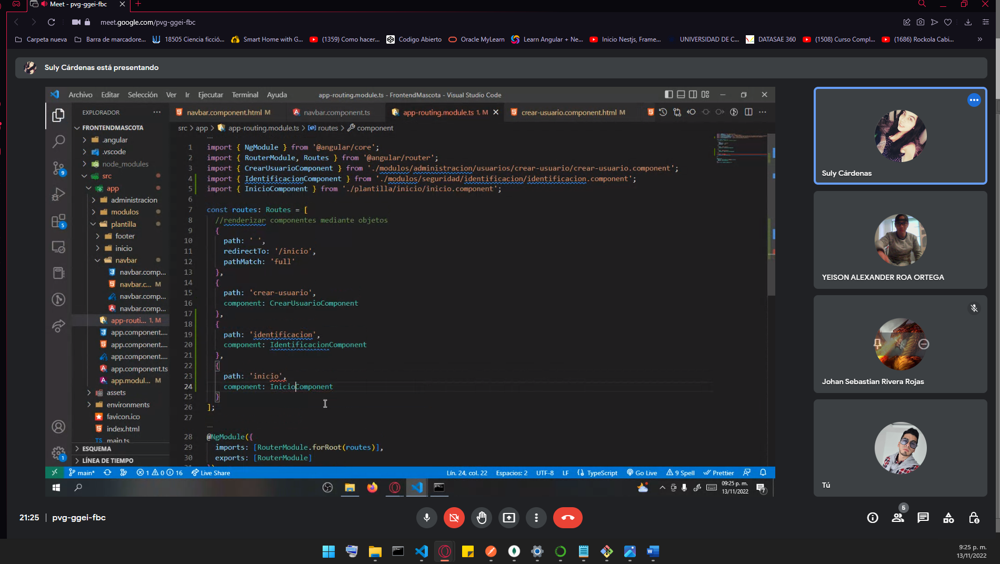 Meet - pvg-ggei-fbc
meet.google.com/pvg-ggei-fbc
Carpeta nueva
Barra de marcadore...
18505 Ciencia ficció...
Smart Home with G...
(1359) Como hacer...
Codigo Abierto
Oracle MyLearn
Learn Angular + Ne...
Inicio Nestjs, Frame...
UNIVERSIDAD DE C...
DATASAE 360
(1508) Curso Compl...
(1686) Rockola Cabi...
Suly Cárdenas está presentando
Archivo Editar Selección Ver Ir Ejecutar Terminal Ayuda
app-routing.module.ts - FrontendMascota - Visual Studio Code
EXPLORADOR
navbar.component.html M
navbar.component.ts
app-routing.module.ts 1, M
crear-usuario.component.html M
src > app > app-routing.module.ts > routes > component
FRONTENDMASCOTA
.angular
.vscode
node_modules
src
app
administracion
modulos
plantilla
footer
inicio
navbar
navbar.comp...
navbar.c... M
navbar.comp...
navbar.comp...
app-routi... 1, M
app.component....
app.component....
app.component....
app.component.ts
app.modul... M
assets
environments
favicon.ico
index.html
TS main.ts
ESQUEMA
LÍNEA DE TIEMPO
9
5
1
...
1 import { NgModule } from '@angular/core';
2 import { RouterModule, Routes } from '@angular/router';
3 import { CrearUsuarioComponent } from './modulos/administracion/usuarios/crear-usuario/crear-usuario.component';
4 import { IdentificacionComponent } from './modulos/seguridad/identificacion/identificacion.component';
5 import { InicioComponent } from './plantilla/inicio/inicio.component';
6
7 const routes: Routes = [
8 //renderizar componentes mediante objetos
9 {
10 path: ' ',
11 redirectTo: '/inicio',
12 pathMatch: 'full'
13 },
14 {
15 path: 'crear-usuario',
16 component: CrearUsuarioComponent
17 },
18 {
19 path: 'identificacion',
20 component: IdentificacionComponent
21 },
22 {
23 path: 'inicio',
24 component: InicioComponent
25 }
26 ];
27
...
28 @NgModule({
29 imports: [RouterModule.forRoot(routes)],
30 exports: [RouterModule]
main*
1 0 16
Live Share
Lín. 24, col. 22
Espacios: 2
UTF-8
LF
TypeScript
Go Live
9 Spell
Prettier
09:25 p. m.
13/11/2022
7
Suly Cárdenas
YEISON ALEXANDER ROA ORTEGA
Johan Sebastian Rivera Rojas
Tú
21:25 | pvg-ggei-fbc
5
9:25 p. m.
13/11/2022